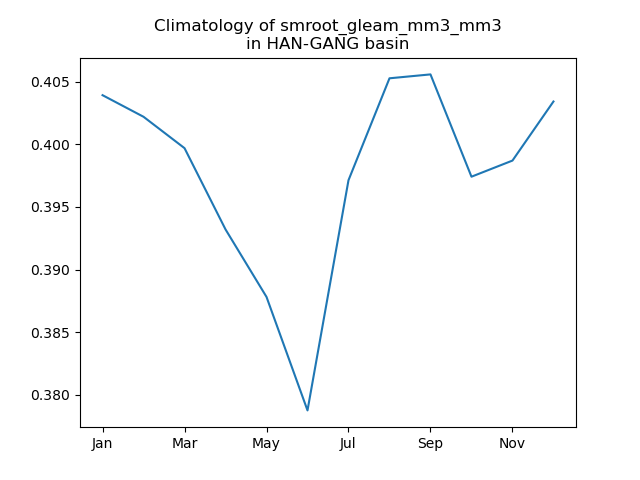 Climatology of smroot_gleam_mm3_mm3
in HAN-GANG basin
0.405
0.400
0.395
0.390
0.385
0.380
Jan Mar May Jul Sep Nov